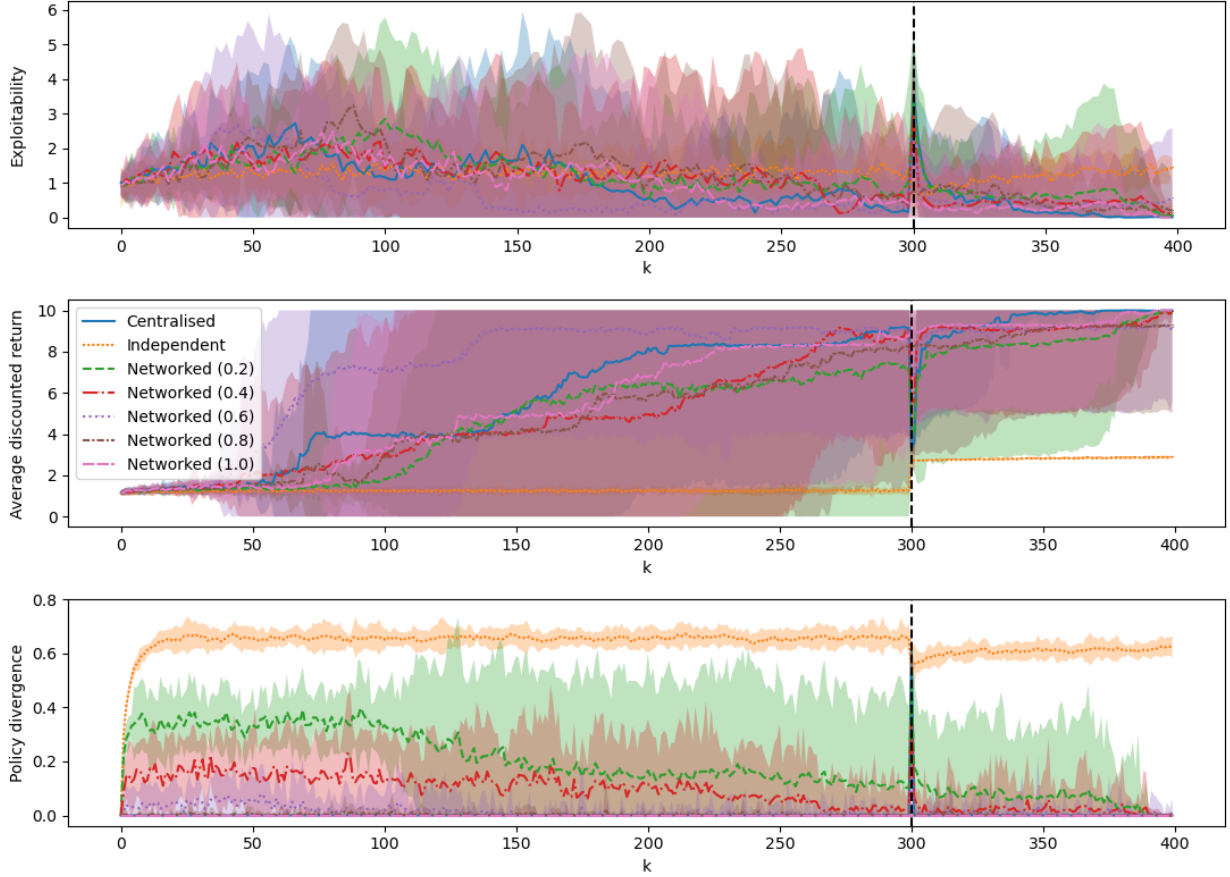 Exploitability
6
5
4
3
2
1
0
0 50 100 150 200 250 300 350 400
k
Average discounted return
10
8
6
4
2
0
Centralised
Independent
Networked (0.2)
Networked (0.4)
Networked (0.6)
Networked (0.8)
Networked (1.0)
0 50 100 150 200 250 300 350 400
k
Policy divergence
0.8
0.6
0.4
0.2
0.0
0 50 100 150 200 250 300 350 400
k